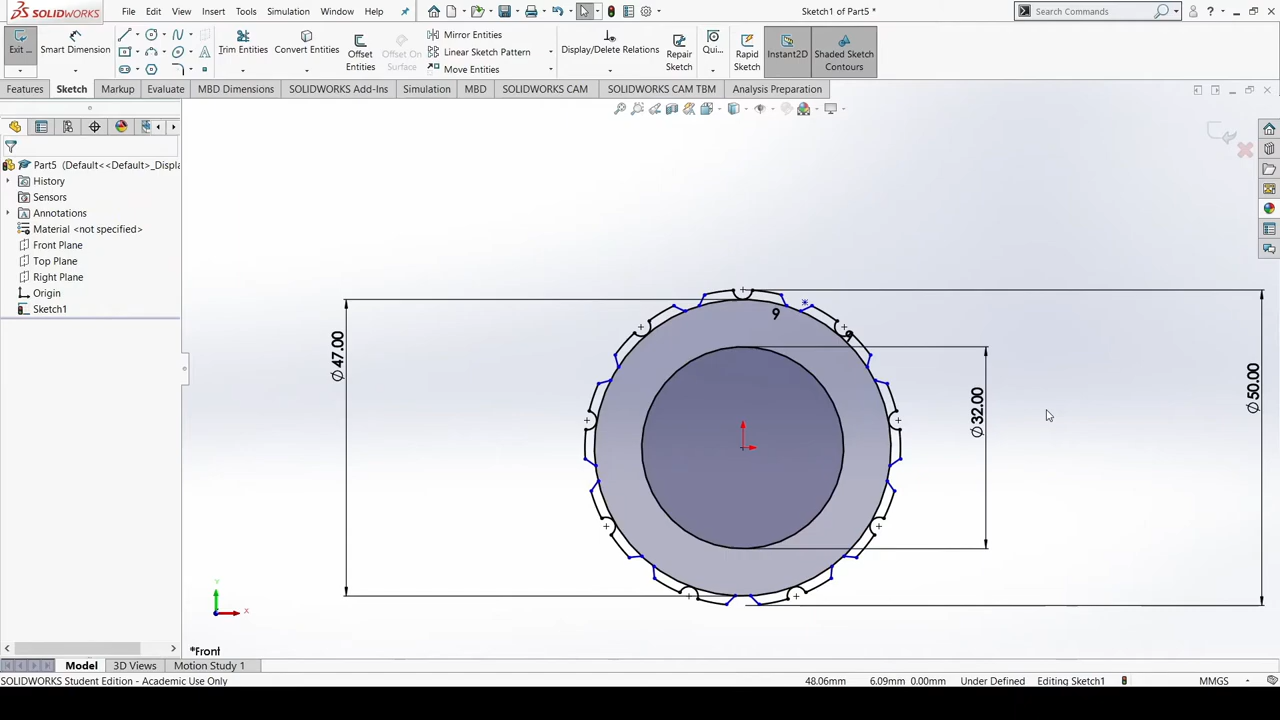 SOLIDWORKS File Edit View Insert Tools Simulation Window Help Sketch1 of Part5 * Search Commands
Exit ... Smart Dimension Trim Entities Convert Entities Offset Entities Offset On Surface Mirror Entities Linear Sketch Pattern Move Entities Display/Delete Relations Repair Sketch Qui... Rapid Sketch Instant2D Shaded Sketch Contours
Features Sketch Markup Evaluate MBD Dimensions SOLIDWORKS Add-Ins Simulation MBD SOLIDWORKS CAM SOLIDWORKS CAM TBM Analysis Preparation
Part5 (Default<<Default>_Displa
History
Sensors
Annotations
Material <not specified>
Front Plane
Top Plane
Right Plane
Origin
Sketch1
9
9
∅47.00
∅32.00
∅50.00
Y
X
*Front
Model 3D Views Motion Study 1
SOLIDWORKS Student Edition - Academic Use Only 48.06mm 6.09mm 0.00mm Under Defined Editing Sketch1 MMGS